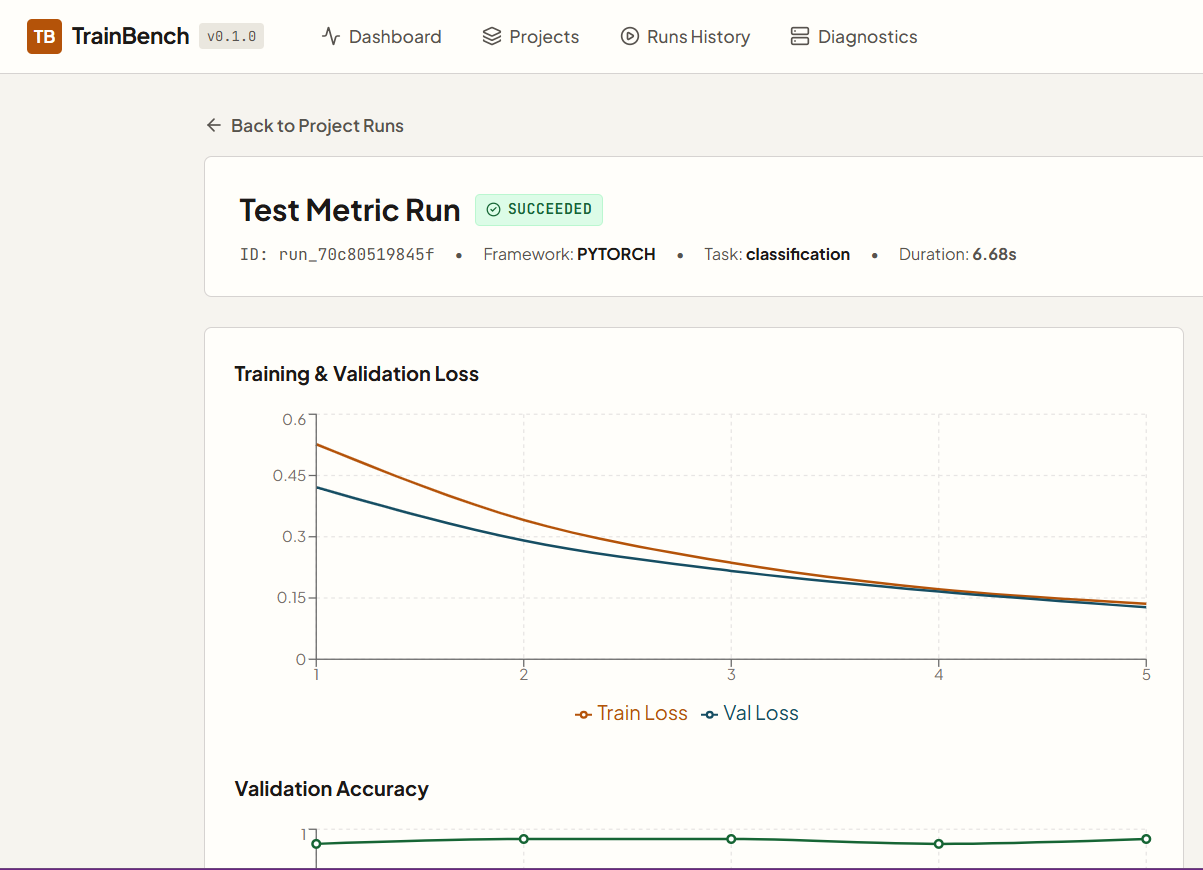 TB TrainBench v0.1.0 Dashboard Projects Runs History Diagnostics
Back to Project Runs
Test Metric Run SUCCEEDED
ID: run_70c80519845f • Framework: PYTORCH • Task: classification • Duration: 6.68s
Training & Validation Loss
0.6
0.45
0.3
0.15
0
1 2 3 4 5
Train Loss Val Loss
Validation Accuracy
1